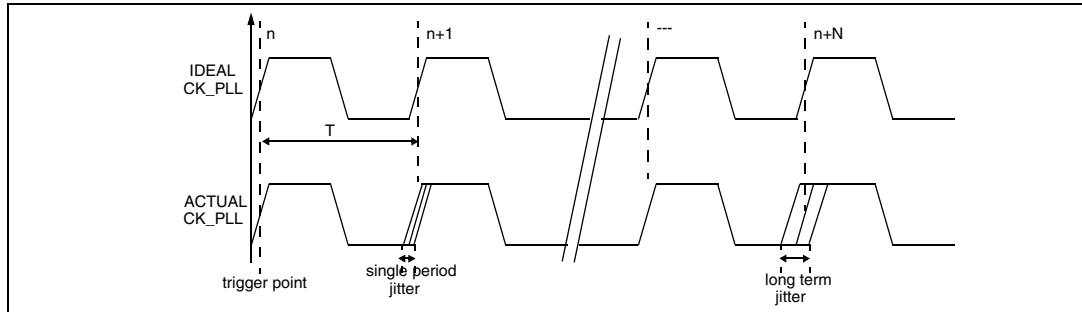 n
n+1
---
n+N
IDEAL
CK_PLL
T
ACTUAL
CK_PLL
trigger point
single period
jitter
long term
jitter